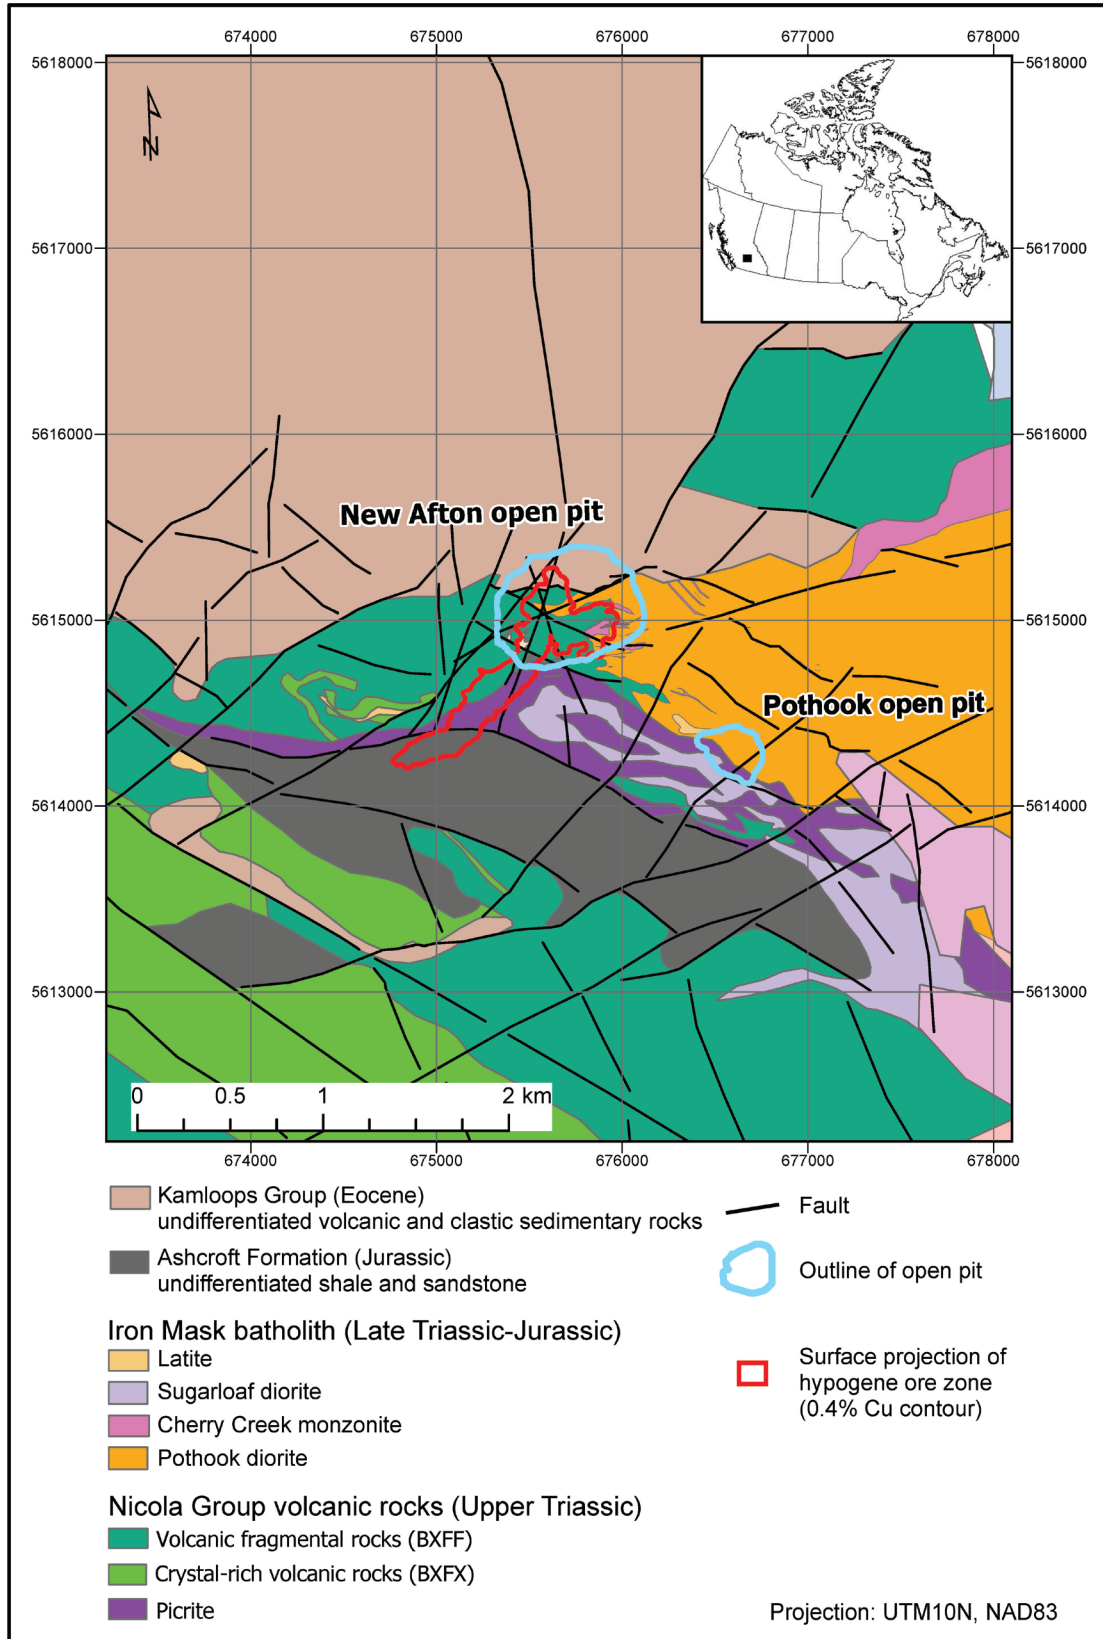 674000 675000 676000 677000 678000
5618000 5618000
N
5617000 5617000
5616000 5616000
New Afton open pit
5615000 5615000
Pothook open pit
5614000 5614000
5613000 5613000
0 0.5 1 2 km
674000 675000 676000 677000 678000
Kamloops Group (Eocene)
undifferentiated volcanic and clastic sedimentary rocks
Ashcroft Formation (Jurassic)
undifferentiated shale and sandstone
Iron Mask batholith (Late Triassic-Jurassic)
Latite
Sugarloaf diorite
Cherry Creek monzonite
Pothook diorite
Nicola Group volcanic rocks (Upper Triassic)
Volcanic fragmental rocks (BXFF)
Crystal-rich volcanic rocks (BXFX)
Picrite
Fault
Outline of open pit
Surface projection of
hypogene ore zone
(0.4% Cu contour)
Projection: UTM10N, NAD83